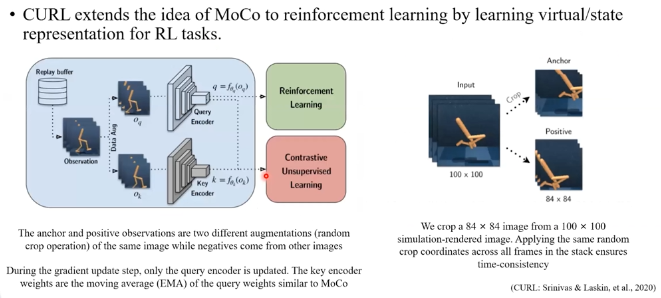 • CURL extends the idea of MoCo to reinforcement learning by learning virtual/state
representation for RL tasks.
Replay buffer
Observation
Data Aug
o_q
o_k
Query
Encoder
Key
Encoder
q = f_{θ_q}(o_q)
k = f_{θ_k}(o_k)
Reinforcement
Learning
Contrastive
Unsupervised
Learning
Input
100 x 100
Crop
Anchor
Positive
84 x 84
The anchor and positive observations are two different augmentations (random
crop operation) of the same image while negatives come from other images
During the gradient update step, only the query encoder is updated. The key encoder
weights are the moving average (EMA) of the query weights similar to MoCo
We crop a 84 × 84 image from a 100 × 100
simulation-rendered image. Applying the same random
crop coordinates across all frames in the stack ensures
time-consistency
(CURL: Srinivas & Laskin, et al., 2020)